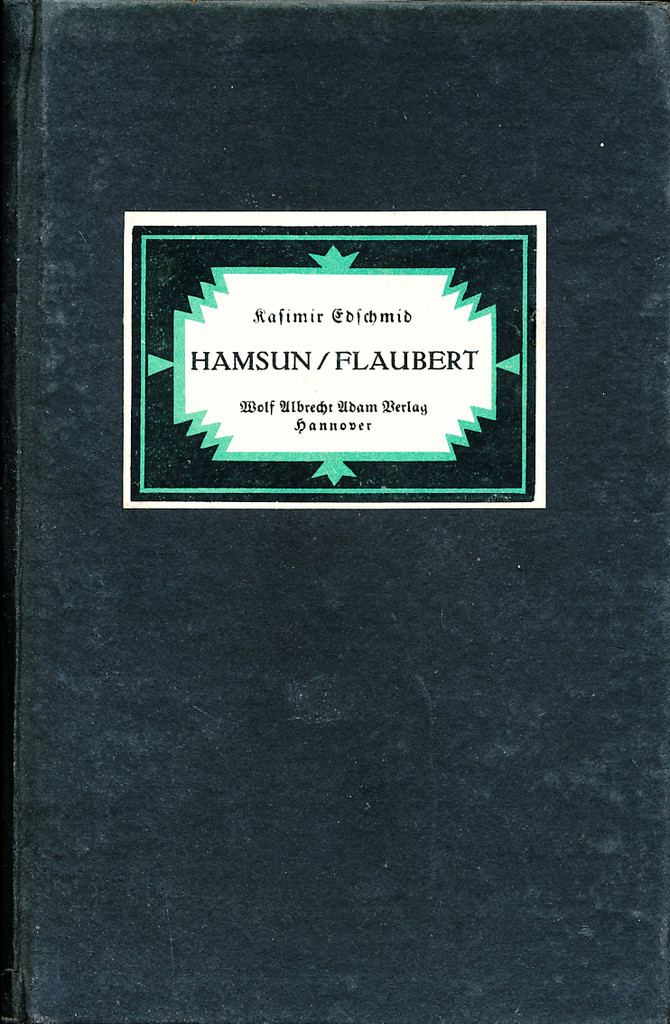 Kasimir Edschmid
HAMSUN / FLAUBERT
Wolf Albrecht Adam Verlag
Hannover